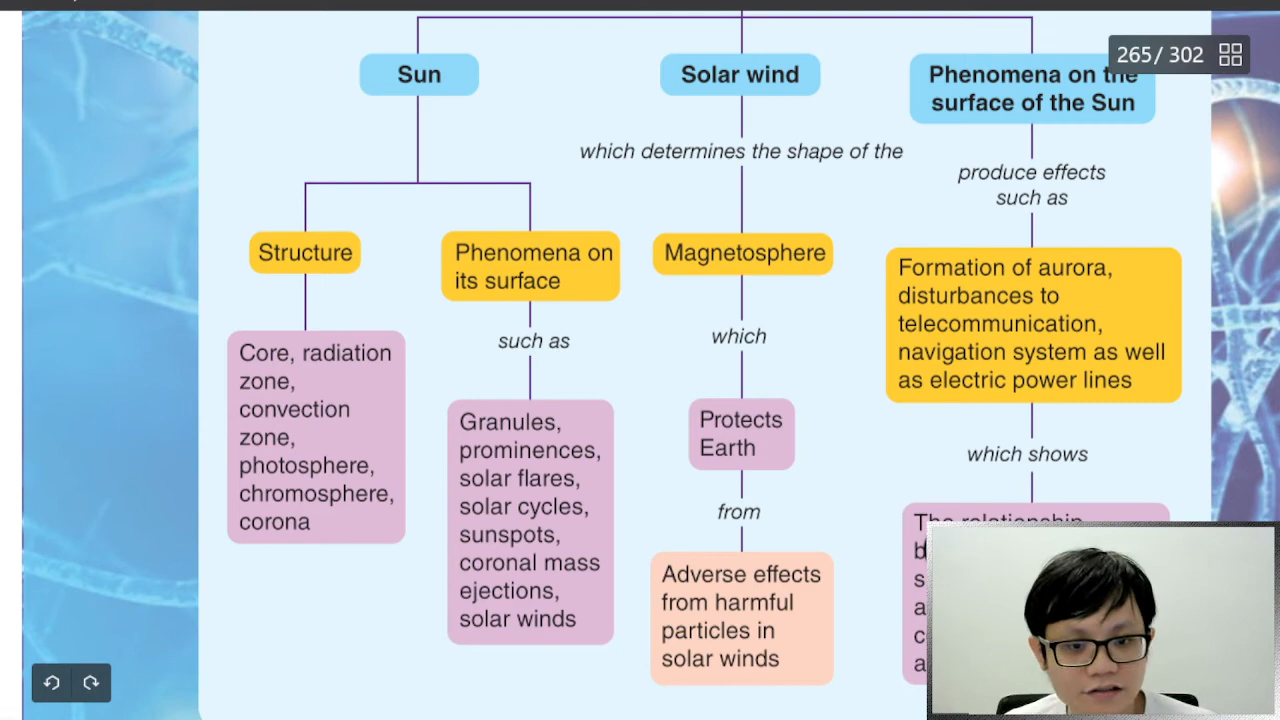 265/ 302
Sun
Solar wind
Phenomena on the
surface of the Sun
which determines the shape of the
produce effects
such as
Structure
Phenomena on
its surface
Magnetosphere
Formation of aurora,
disturbances to
telecommunication,
navigation system as well
as electric power lines
such as
which
which shows
Core, radiation
zone,
convection
zone,
photosphere,
chromosphere,
corona
Granules,
prominences,
solar flares,
solar cycles,
sunspots,
coronal mass
ejections,
solar winds
Protects
Earth
from
Adverse effects
from harmful
particles in
solar winds
The relationship